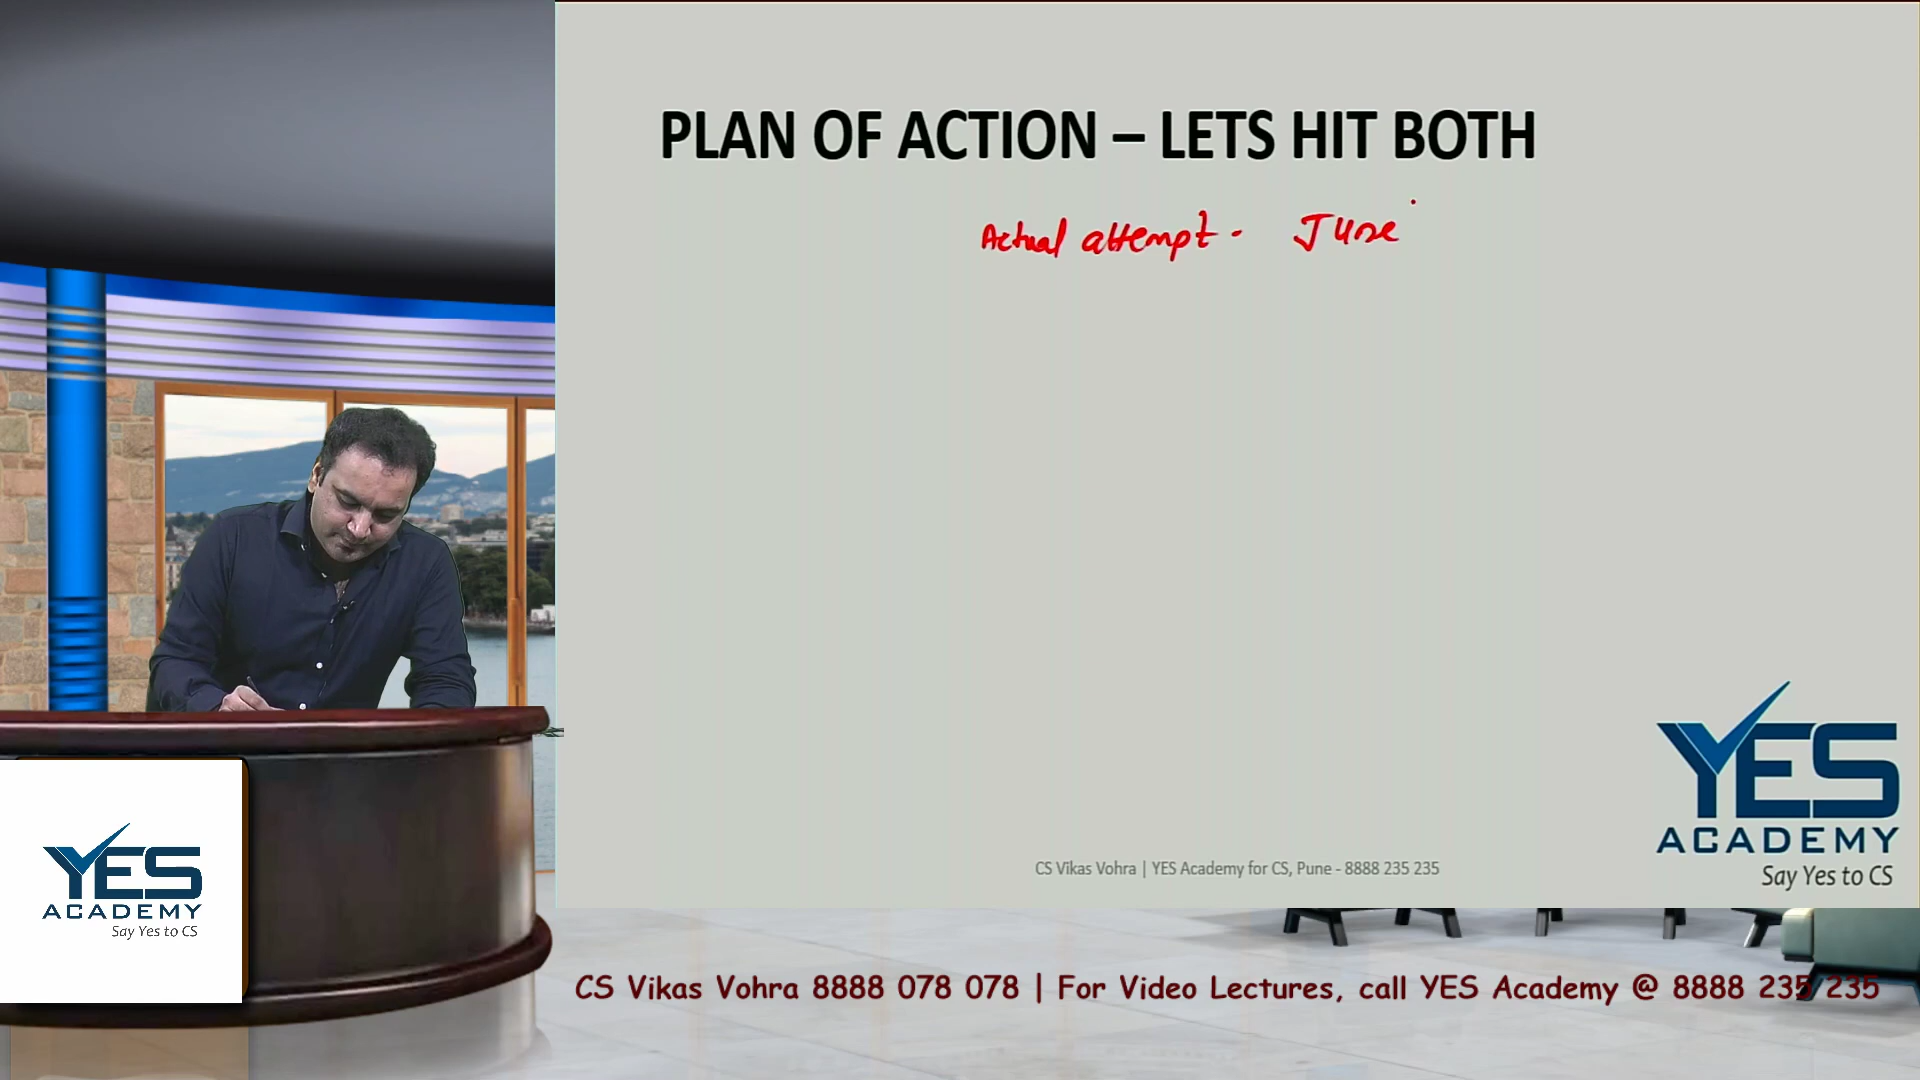 PLAN OF ACTION – LETS HIT BOTH
Actual attempt - June '
YES
ACADEMY
Say Yes to CS
CS Vikas Vohra | YES Academy for CS, Pune - 8888 235 235
YES
ACADEMY
Say Yes to CS
CS Vikas Vohra 8888 078 078 | For Video Lectures, call YES Academy @ 8888 235 235